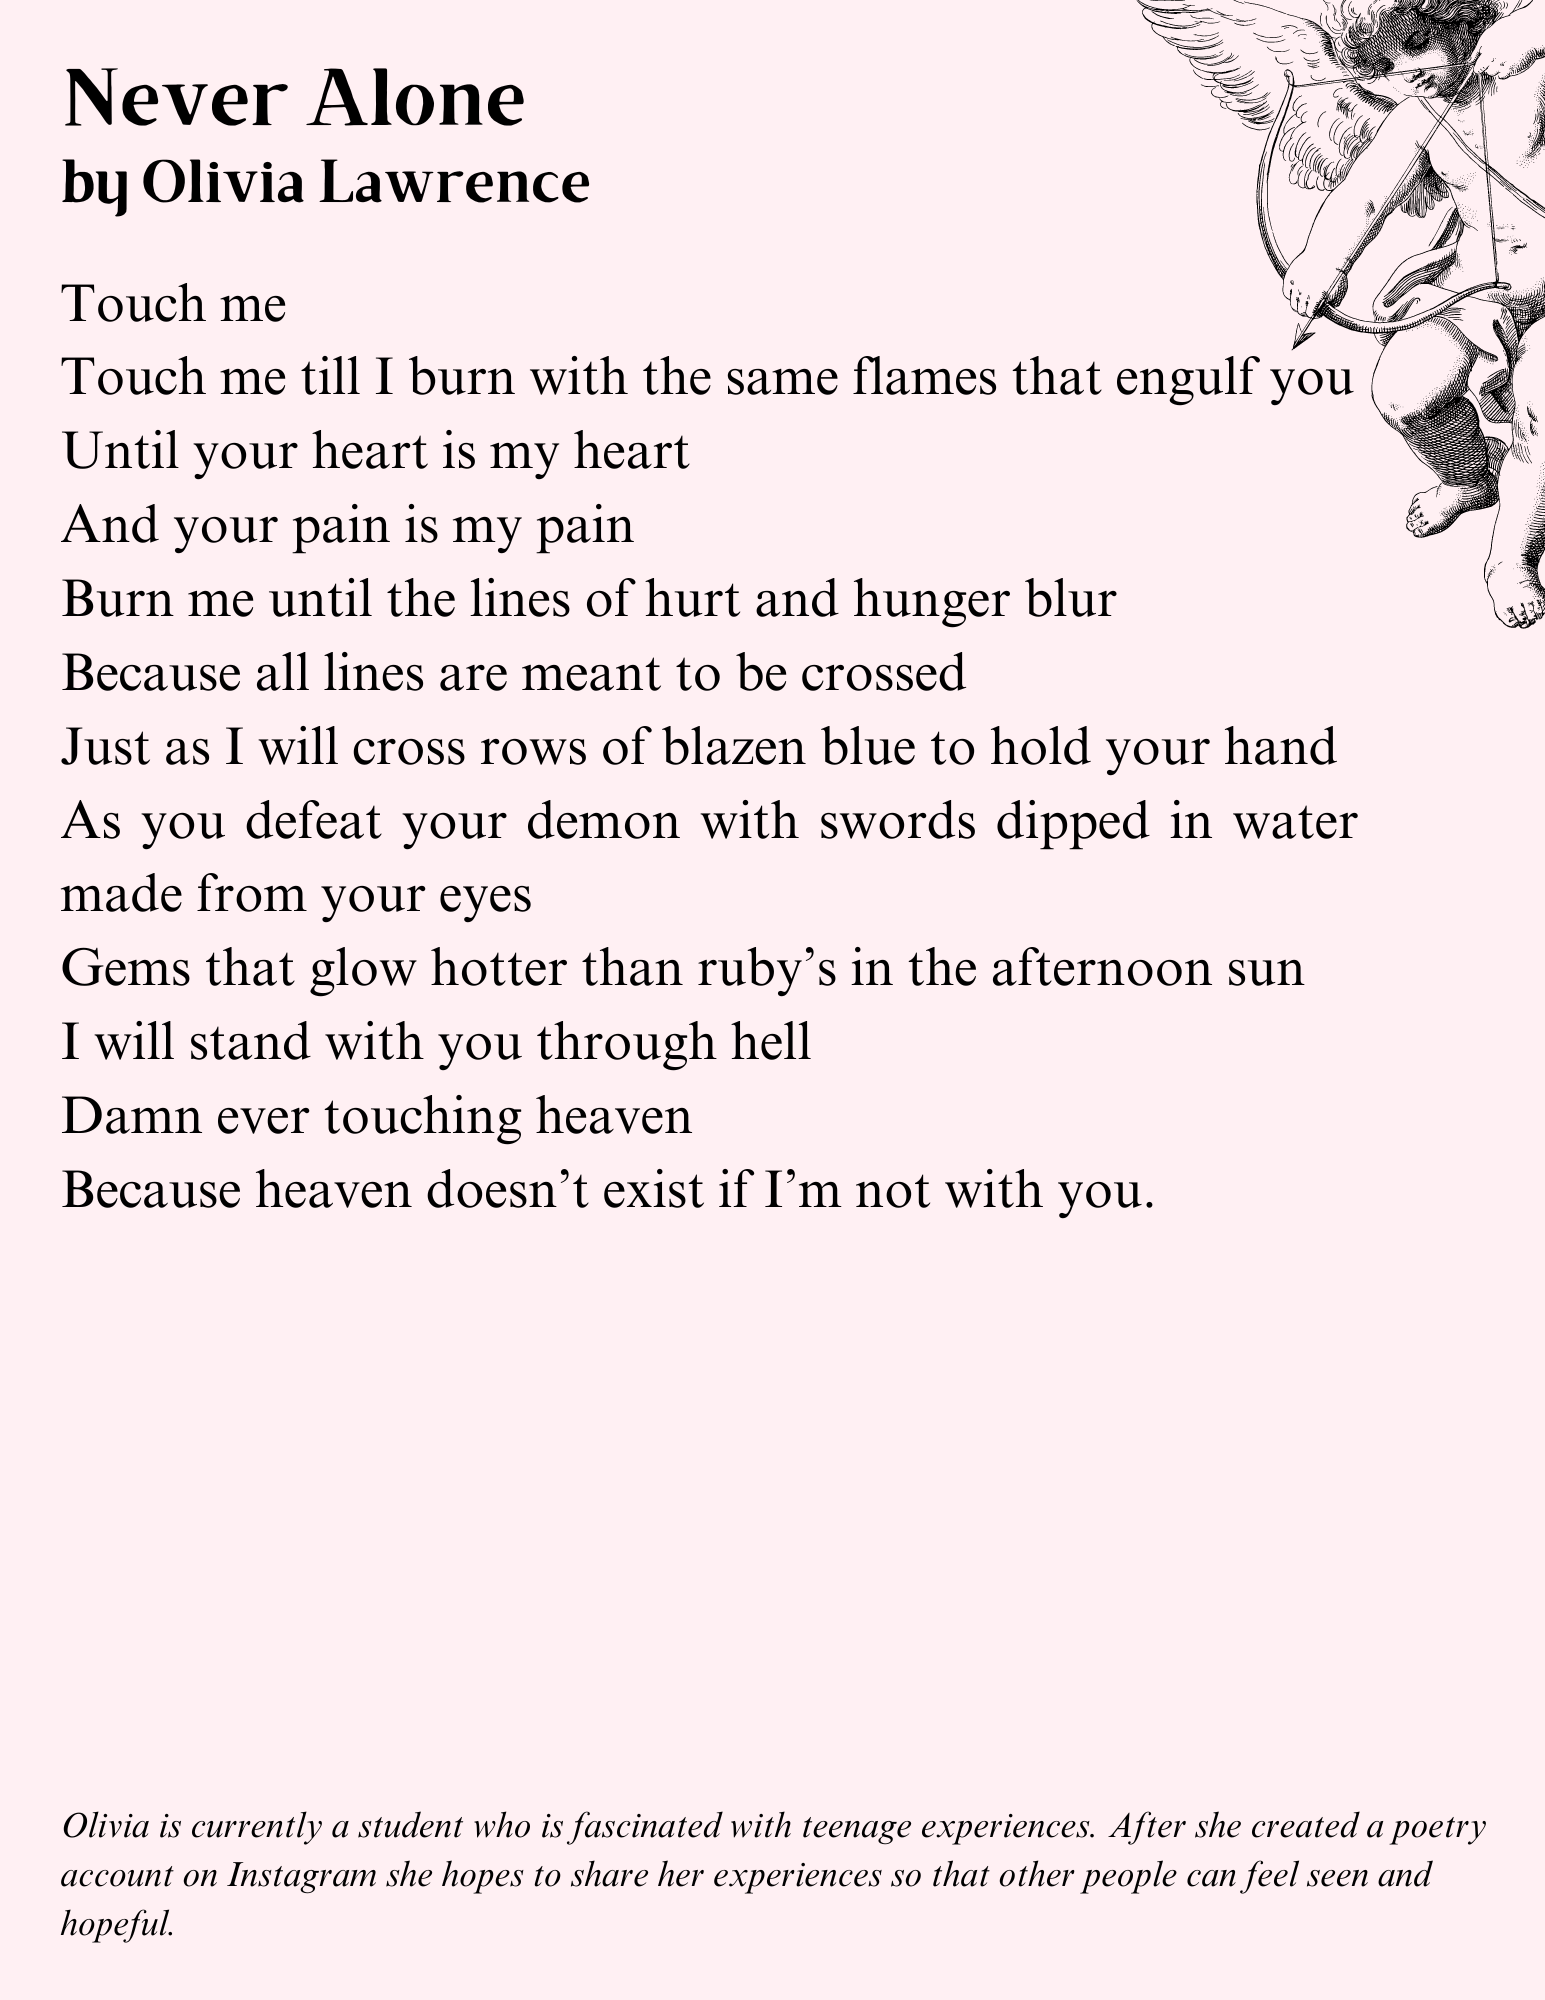 Never Alone
by Olivia Lawrence
Touch me
Touch me till I burn with the same flames that engulf you
Until your heart is my heart
And your pain is my pain
Burn me until the lines of hurt and hunger blur
Because all lines are meant to be crossed
Just as I will cross rows of blazen blue to hold your hand
As you defeat your demon with swords dipped in water
made from your eyes
Gems that glow hotter than ruby’s in the afternoon sun
I will stand with you through hell
Damn ever touching heaven
Because heaven doesn’t exist if I’m not with you.
Olivia is currently a student who is fascinated with teenage experiences. After she created a poetry
account on Instagram she hopes to share her experiences so that other people can feel seen and
hopeful.